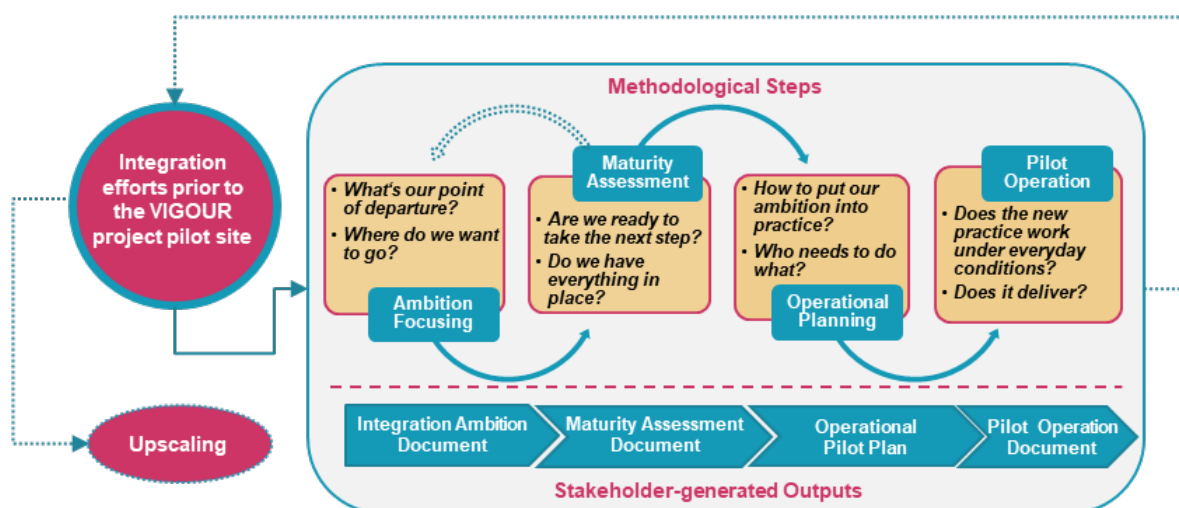 Methodological Steps
Integration
efforts prior to
the VIGOUR
project pilot site
Upscaling
• What's our point
of departure?
• Where do we want
to go?
Ambition
Focusing
Maturity
Assessment
• Are we ready to
take the next step?
• Do we have
everything in
place?
• How to put our
ambition into
practice?
• Who needs to do
what?
Operational
Planning
Pilot
Operation
• Does the new
practice work
under everyday
conditions?
• Does it deliver?
Integration Ambition
Document
Maturity Assessment
Document
Operational
Pilot Plan
Pilot Operation
Document
Stakeholder-generated Outputs